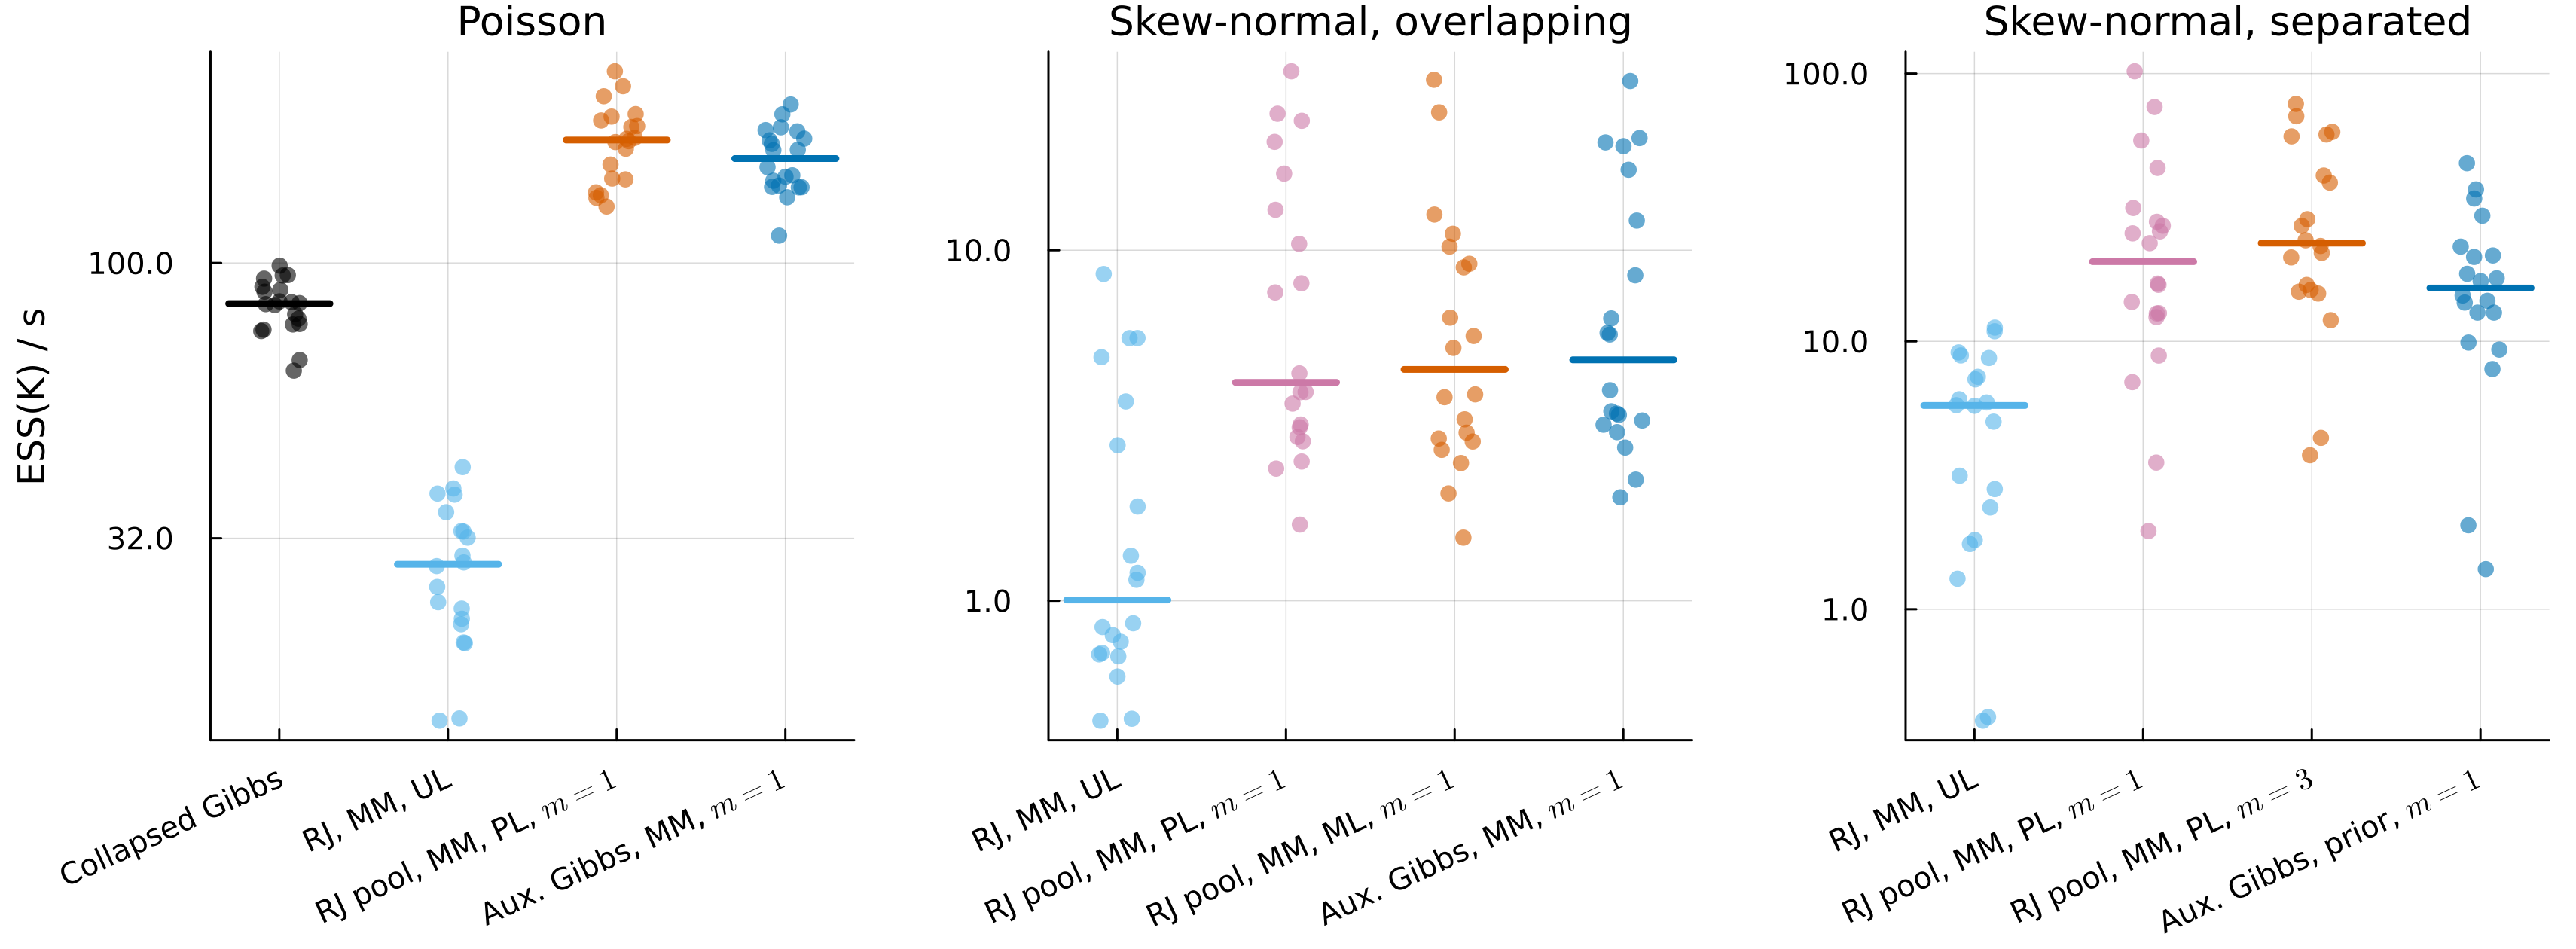 Poisson
Skew-normal, overlapping
Skew-normal, separated
ESS(K) / s
100.0
32.0
Collapsed Gibbs
RJ, MM, UL
RJ pool, MM, PL, m = 1
Aux. Gibbs, MM, m = 1
10.0
1.0
RJ, MM, UL
RJ pool, MM, PL, m = 1
RJ pool, MM, ML, m = 1
Aux. Gibbs, MM, m = 1
100.0
10.0
1.0
RJ, MM, UL
RJ pool, MM, PL, m = 1
RJ pool, MM, PL, m = 3
Aux. Gibbs, prior, m = 1